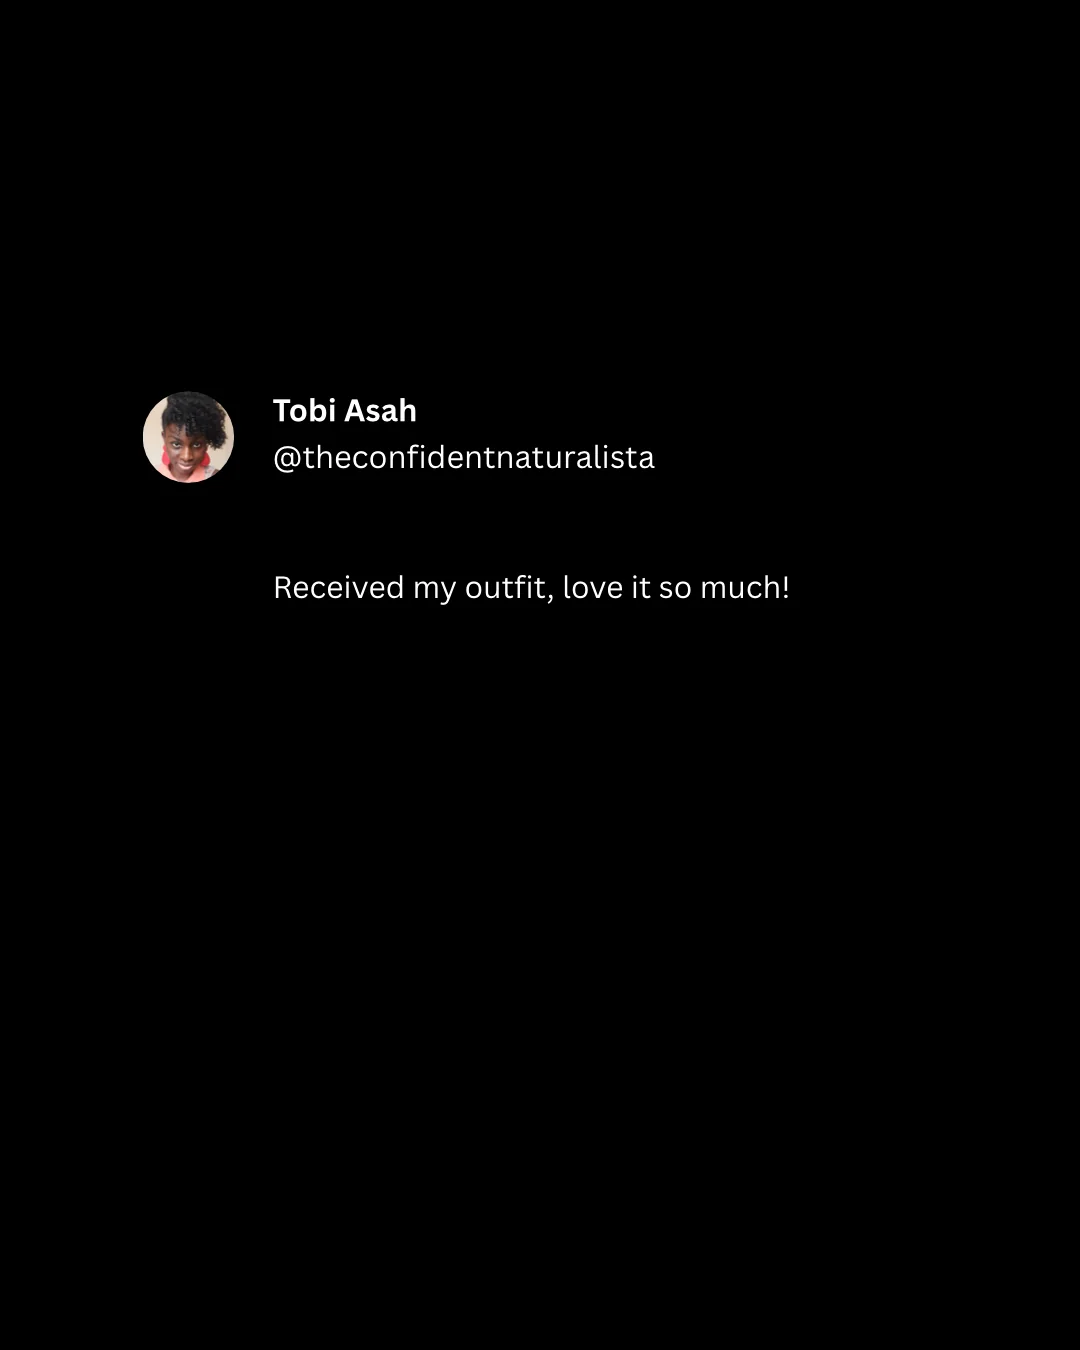 Tobi Asah
@theconfidentnaturalista
Received my outfit, love it so much!